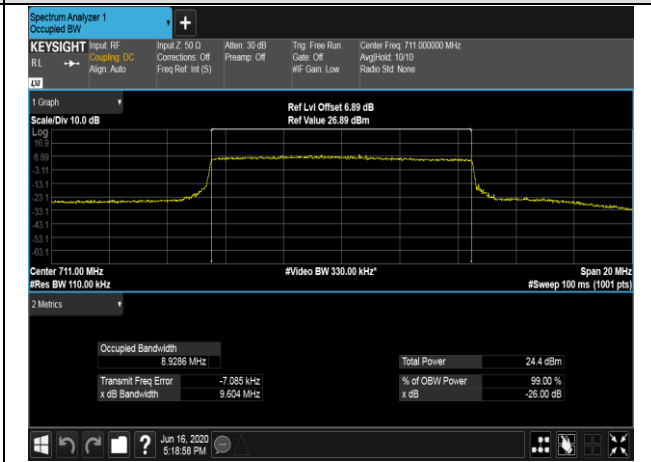 Spectrum Analyzer 1
Occupied BW
+
KEYSIGHT
RL
LXI
Input: RF
Coupling: DC
Align: Auto
Input Z: 50 Ω
Corrections: Off
Freq Ref: Int (S)
Atten: 30 dB
Preamp: Off
Trig: Free Run
Gate: Off
#IF Gain: Low
Center Freq: 711.000000 MHz
Avg|Hold: 10/10
Radio Std: None
1 Graph
Scale/Div 10.0 dB
Ref Lvl Offset 6.89 dB
Ref Value 26.89 dBm
Log
16.9
6.89
-3.11
-13.1
-23.1
-33.1
-43.1
-53.1
-63.1
Center 711.00 MHz
#Video BW 330.00 kHz*
Span 20 MHz
#Res BW 110.00 kHz
#Sweep 100 ms (1001 pts)
2 Metrics
Occupied Bandwidth
8.9286 MHz
Total Power 24.4 dBm
Transmit Freq Error -7.085 kHz
% of OBW Power 99.00 %
x dB Bandwidth 9.604 MHz
x dB -26.00 dB
?
Jun 16, 2020
5:18:58 PM